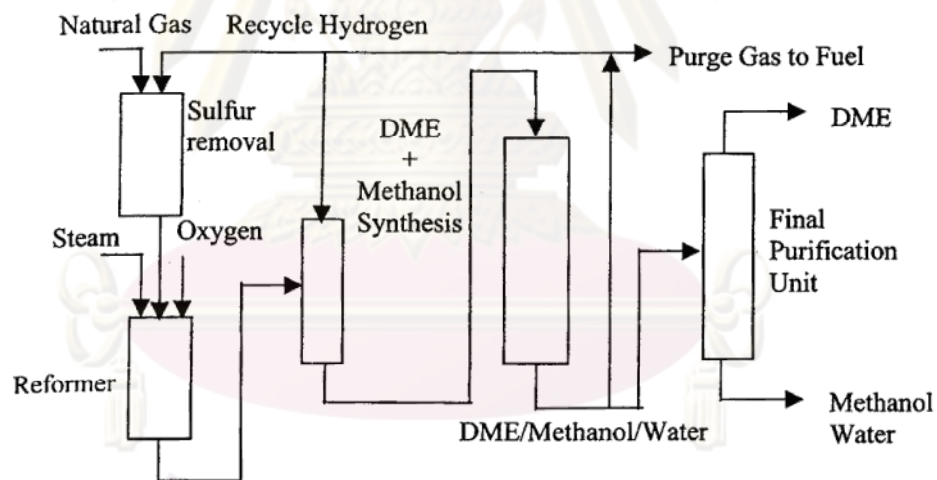 Natural Gas
Recycle Hydrogen
Purge Gas to Fuel
Sulfur
removal
DME
+
Methanol
Synthesis
DME
Steam
Oxygen
Final
Purification
Unit
Reformer
DME/Methanol/Water
Methanol
Water